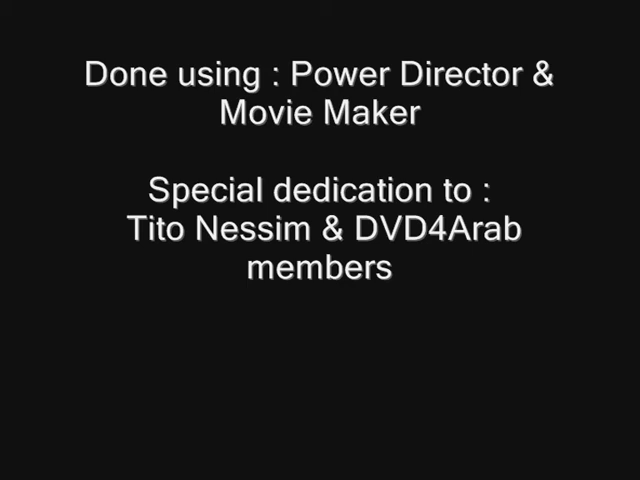 Done using : Power Director &
Movie Maker
Special dedication to :
Tito Nessim & DVD4Arab
members